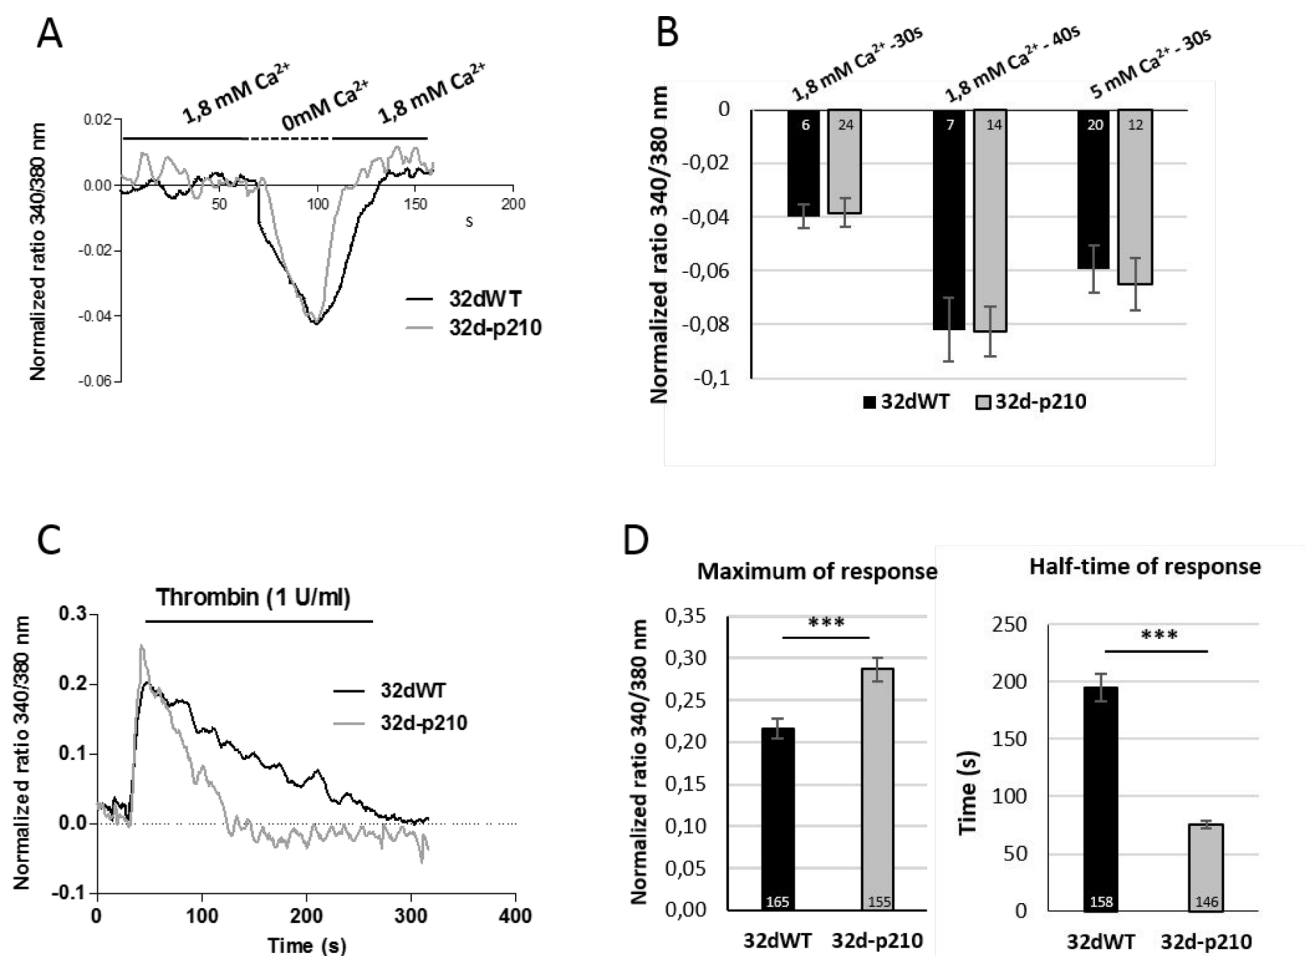 A
1,8 mM Ca²⁺
0mM Ca²⁺
1,8 mM Ca²⁺
Normalized ratio 340/380 nm
0.02
0.00
-0.02
-0.04
-0.06
50
100
150
200
s
32dWT
32d-p210
B
1,8 mM Ca²⁺ -30s
1,8 mM Ca²⁺ - 40s
5 mM Ca²⁺ - 30s
Normalized ratio 340/380 nm
0
-0,02
-0,04
-0,06
-0,08
-0,1
6
24
7
14
20
12
32dWT
32d-p210
C
Thrombin (1 U/ml)
Normalized ratio 340/380 nm
0.3
0.2
0.1
0.0
-0.1
32dWT
32d-p210
0
100
200
300
400
Time (s)
D
Maximum of response
Normalized ratio 340/380 nm
0,35
0,30
0,25
0,20
0,15
0,10
0,05
0,00
***
165
155
32dWT
32d-p210
Half-time of response
Time (s)
250
200
150
100
50
0
***
158
146
32dWT
32d-p210